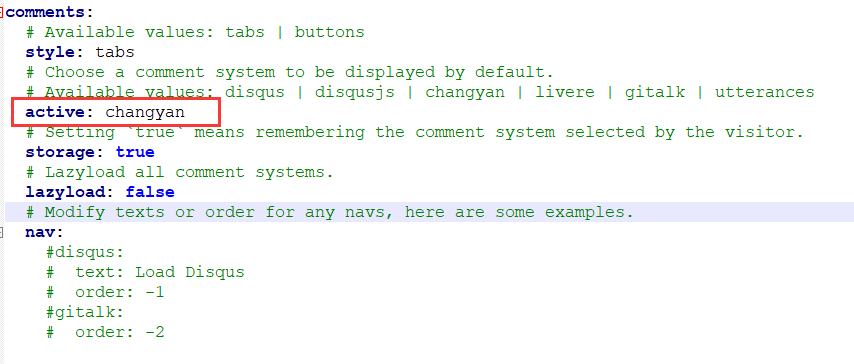 comments:
  # Available values: tabs | buttons
  style: tabs
  # Choose a comment system to be displayed by default.
  # Available values: disqus | disqusjs | changyan | livere | gitalk | utterances
  active: changyan
  # Setting `true` means remembering the comment system selected by the visitor.
  storage: true
  # Lazyload all comment systems.
  lazyload: false
  # Modify texts or order for any navs, here are some examples.
  nav:
    #disqus:
    #  text: Load Disqus
    #  order: -1
    #gitalk:
    #  order: -2